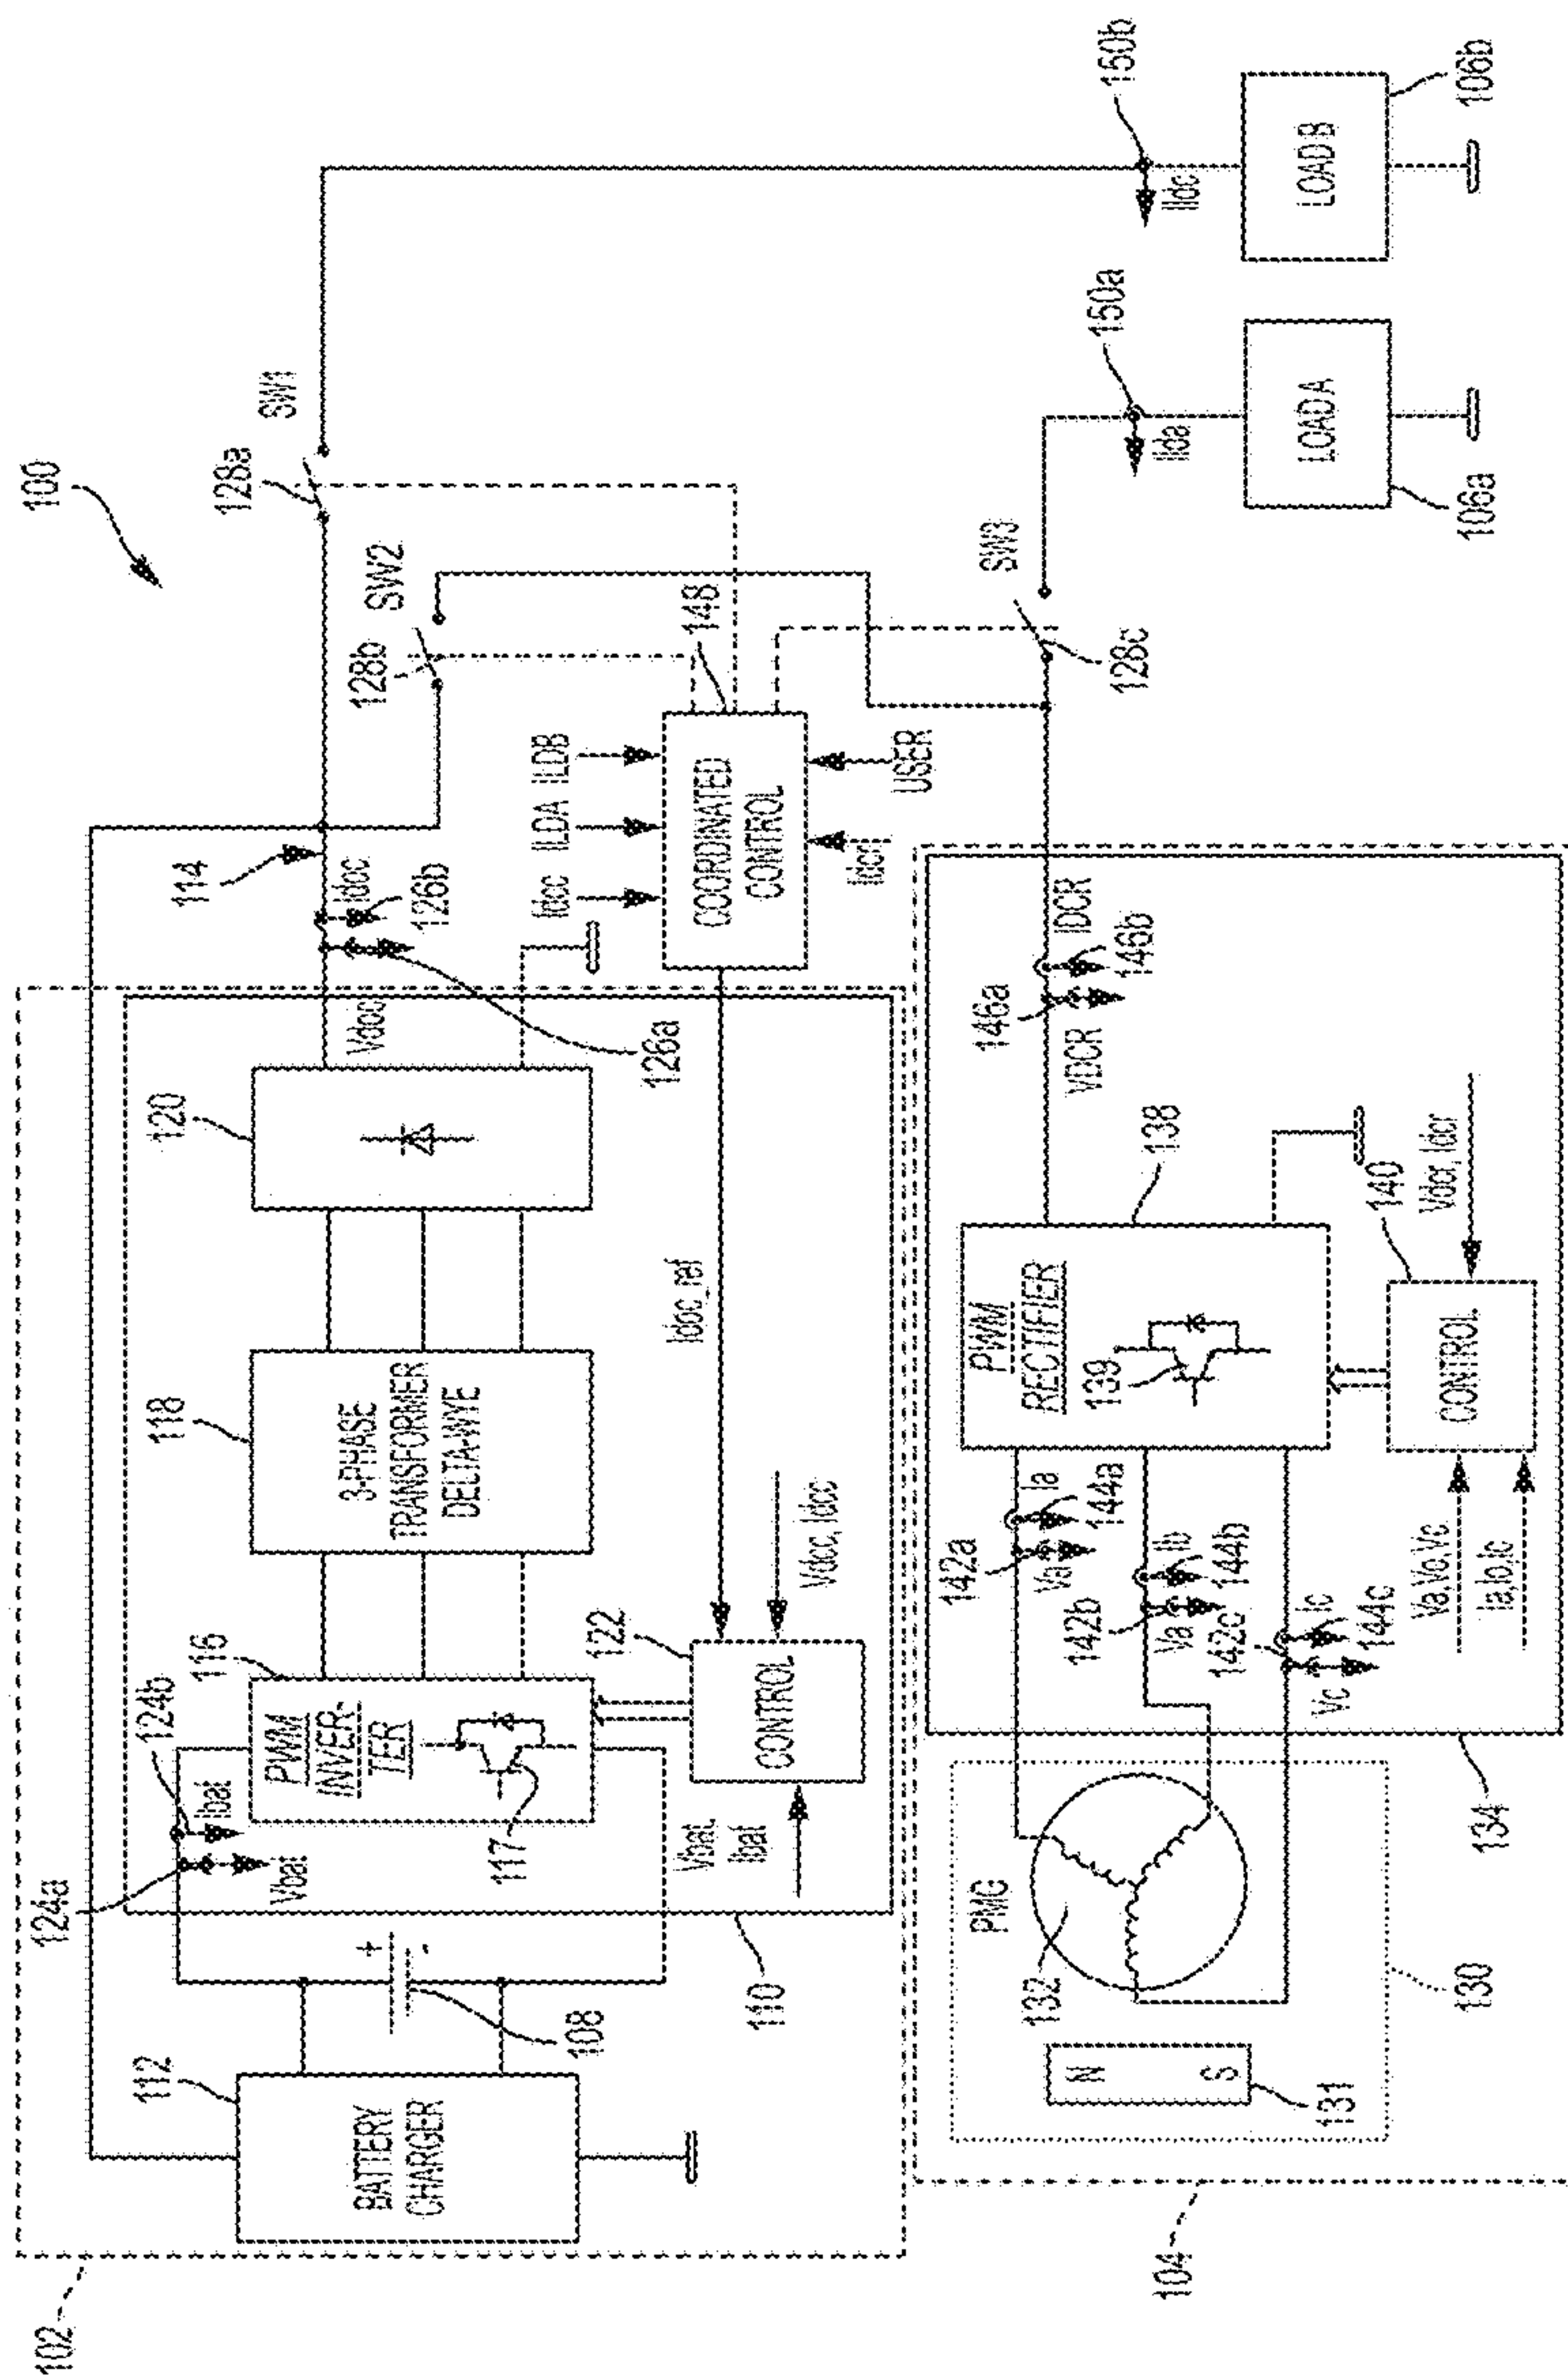 100
102
112
BATTERY
CHARGER
108
+
-
124a
Vbat
124b
Ibat
116
PWM
INVER-
TER
117
118
3-PHASE
TRANSFORMER
DELTA-WYE
120
Vdcc
126a
Idcc
126b
114
128a
SW1
128b
SW2
110
Vbat
Ibat
CONTROL
122
Vdcc, Idcc
Idcc_ref
Idcc
ILDA
ILDB
COORDINATED
CONTROL
148
Idcr
USER
104
130
N
S
131
PMG
132
134
142a
Va
Ia
144a
142b
Va
Ib
144b
142c
Vc
Ic
144c
PWM
RECTIFIER
139
138
Va,Vb,Vc
Ia,Ib,Ic
CONTROL
140
Vdcr, Idcr
146a
VDCR
IDCR
146b
128c
SW3
150a
Ilda
LOADA
106a
150b
LOADB
106b